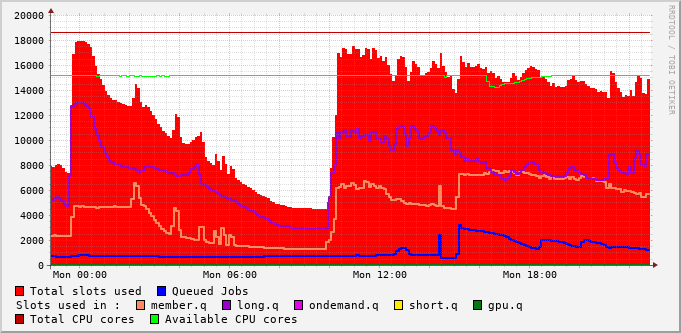 RRDTOOL / TOBI OETIKER
20000
18000
16000
14000
12000
10000
8000
6000
4000
2000
0
Mon 00:00 Mon 06:00 Mon 12:00 Mon 18:00
Total slots used Queued Jobs
Slots used in : member.q long.q ondemand.q short.q gpu.q
Total CPU cores Available CPU cores